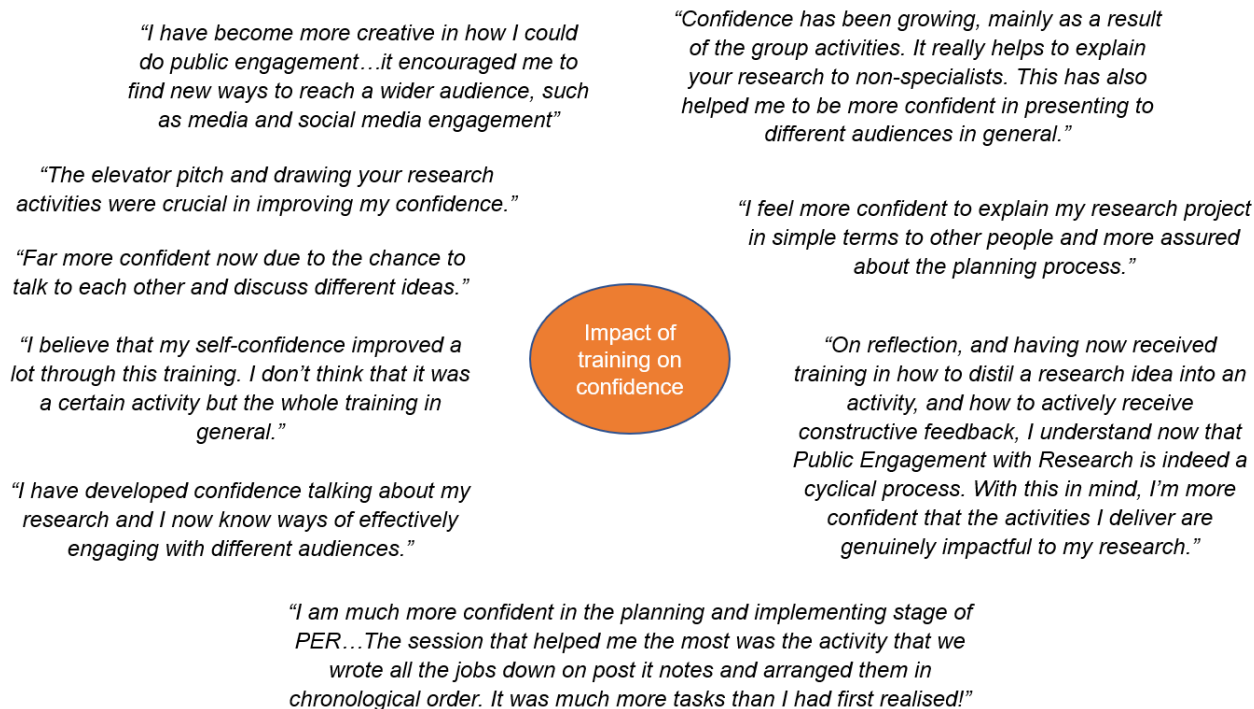 “I have become more creative in how I could
do public engagement…it encouraged me to
find new ways to reach a wider audience, such
as media and social media engagement”
“Confidence has been growing, mainly as a result
of the group activities. It really helps to explain
your research to non-specialists. This has also
helped me to be more confident in presenting to
different audiences in general.”
“The elevator pitch and drawing your research
activities were crucial in improving my confidence.”
“I feel more confident to explain my research project
in simple terms to other people and more assured
about the planning process.”
“Far more confident now due to the chance to
talk to each other and discuss different ideas.”
Impact of
training on
confidence
“I believe that my self-confidence improved a
lot through this training. I don’t think that it was
a certain activity but the whole training in
general.”
“On reflection, and having now received
training in how to distil a research idea into an
activity, and how to actively receive
constructive feedback, I understand now that
Public Engagement with Research is indeed a
cyclical process. With this in mind, I’m more
confident that the activities I deliver are
genuinely impactful to my research.”
“I have developed confidence talking about my
research and I now know ways of effectively
engaging with different audiences.”
“I am much more confident in the planning and implementing stage of
PER…The session that helped me the most was the activity that we
wrote all the jobs down on post it notes and arranged them in
chronological order. It was much more tasks than I had first realised!”